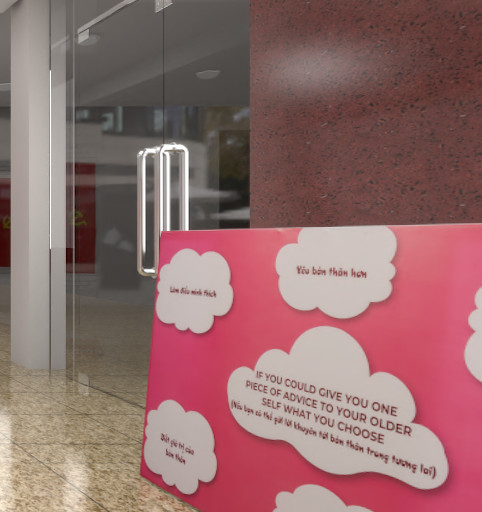 Yêu bản thân hơn
Làm điều mình thích
IF YOU COULD GIVE YOU ONE
PIECE OF ADVICE TO YOUR OLDER
SELF WHAT YOU CHOOSE
(Nếu bạn có thể gửi lời khuyên tới bản thân trong tương lai)
Biết giá trị của
bản thân